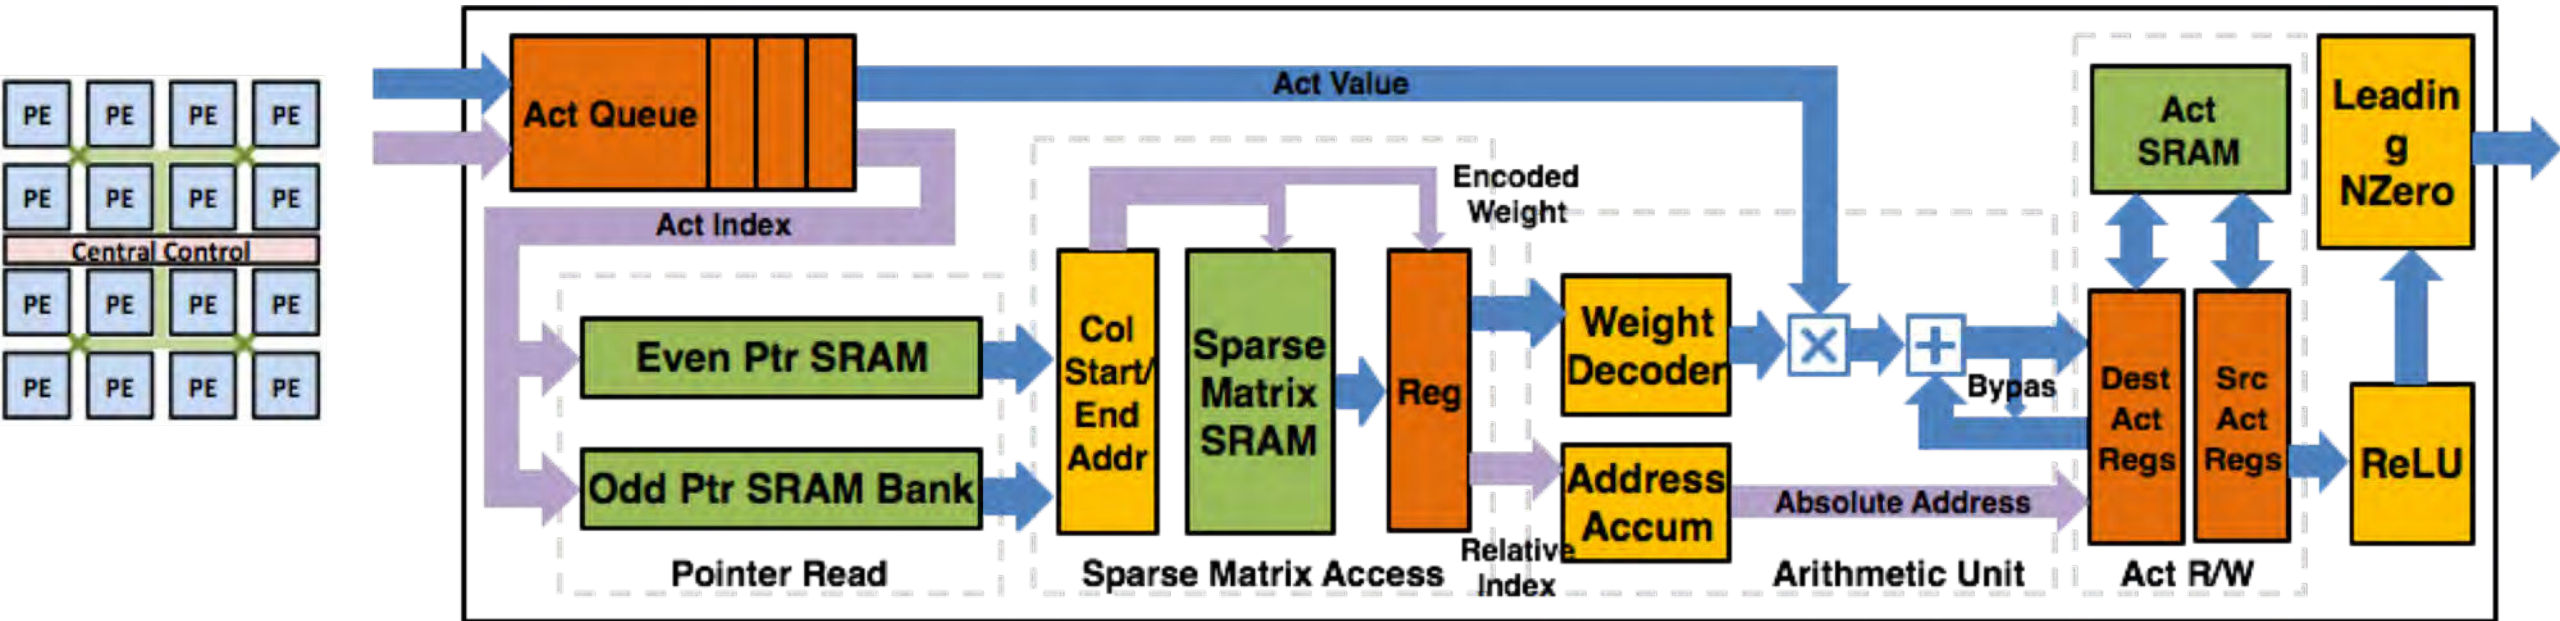 PE PE PE PE
PE PE PE PE
Central Control
PE PE PE PE
PE PE PE PE
Act Queue
Act Value
Act Index
Even Ptr SRAM
Odd Ptr SRAM Bank
Pointer Read
Col
Start/
End
Addr
Sparse
Matrix
SRAM
Reg
Sparse Matrix Access
Encoded
Weight
Relative
Index
Weight
Decoder
Address
Accum
×
+
Bypas
Absolute Address
Arithmetic Unit
Act
SRAM
Dest
Act
Regs
Src
Act
Regs
Act R/W
Leadin
g
NZero
ReLU